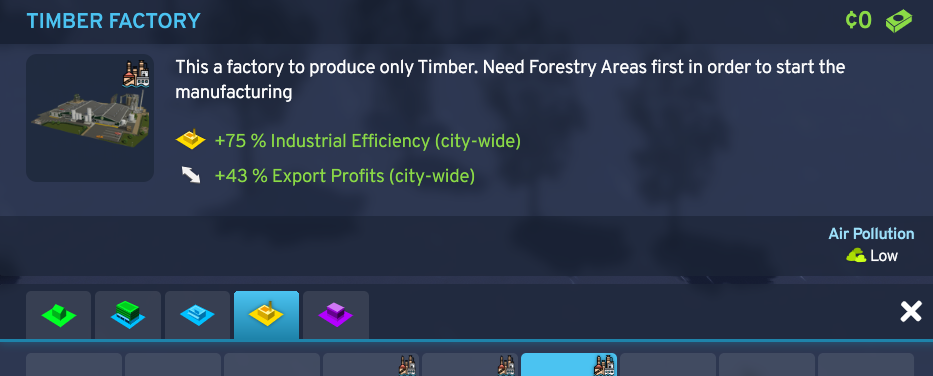 TIMBER FACTORY
¢0
This a factory to produce only Timber. Need Forestry Areas first in order to start the
manufacturing
+75 % Industrial Efficiency (city-wide)
+43 % Export Profits (city-wide)
Air Pollution
Low